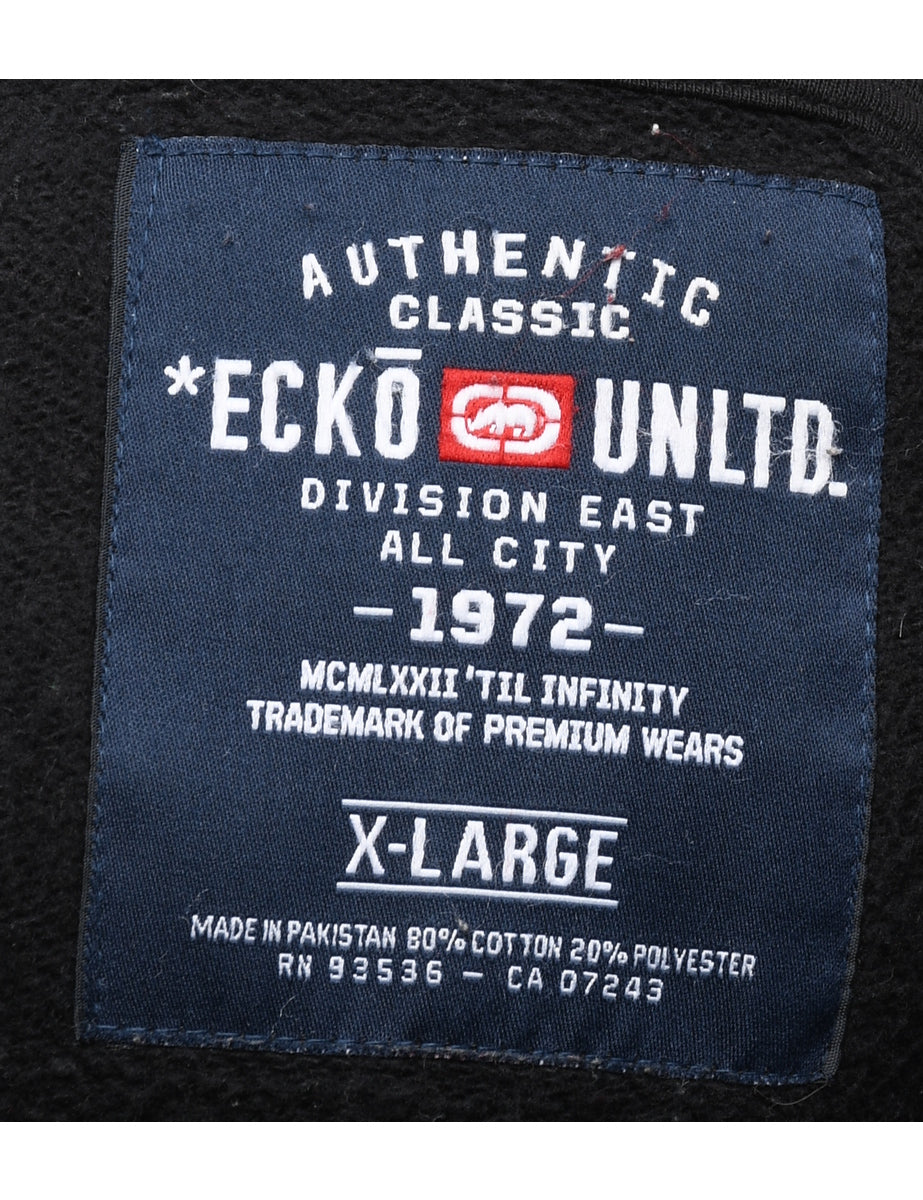 AUTHENTIC
CLASSIC
*ECKŌ UNLTD.
DIVISION EAST
ALL CITY
-1972-
MCMLXXII 'TIL INFINITY
TRADEMARK OF PREMIUM WEARS
X-LARGE
MADE IN PAKISTAN 80% COTTON 20% POLYESTER
RN 93536 - CA 07243